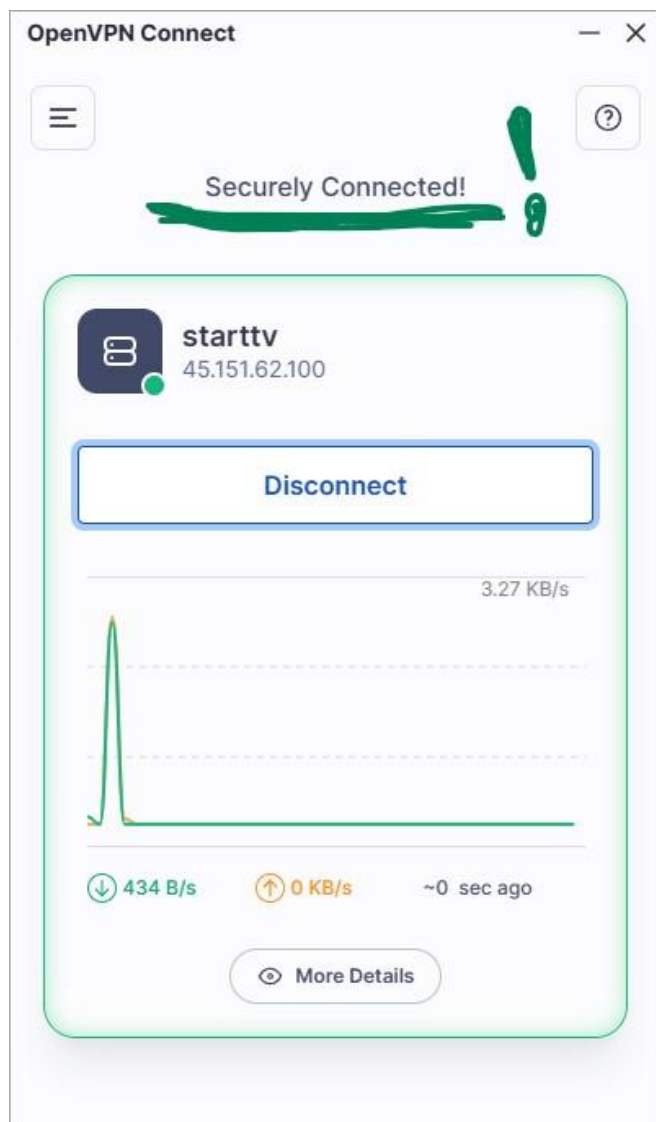 OpenVPN Connect
Securely Connected!
starttv
45.151.62.100
Disconnect
3.27 KB/s
434 B/s 0 KB/s ~0 sec ago
More Details